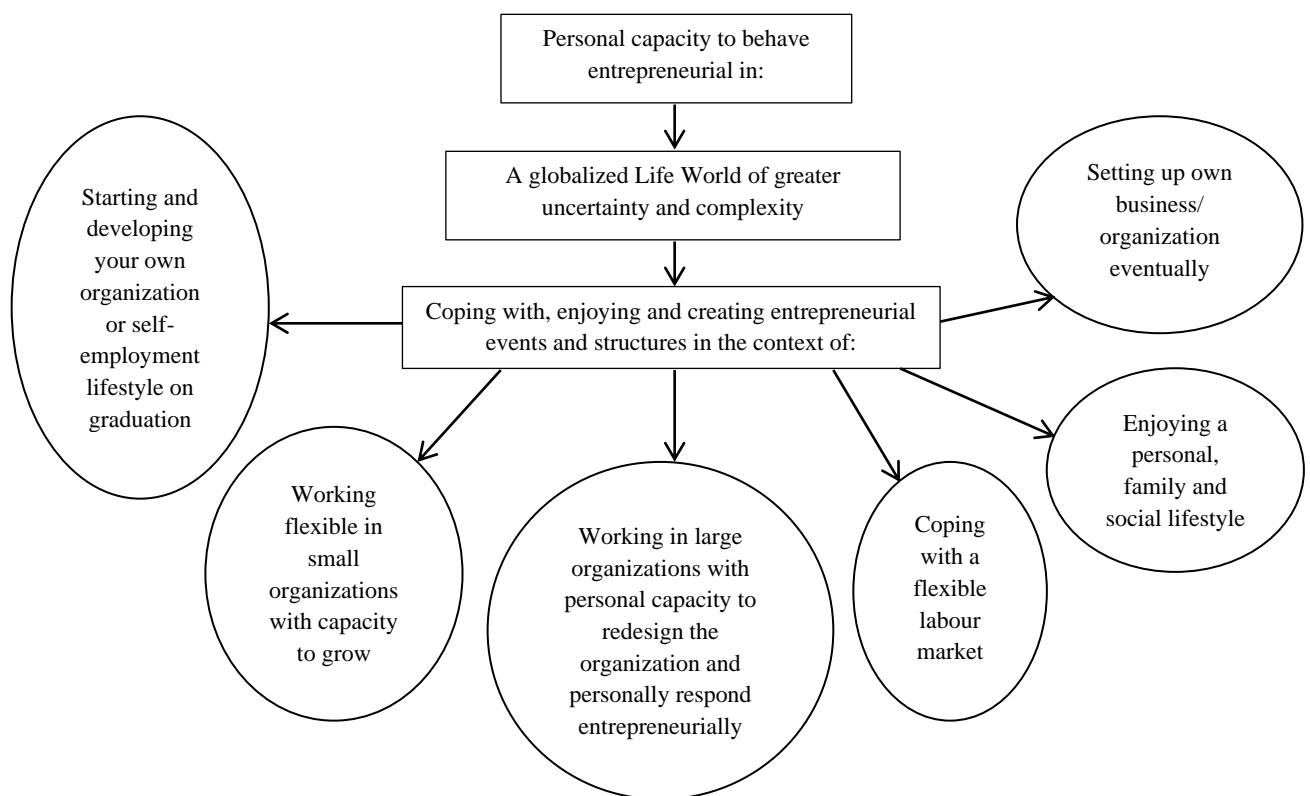 Personal capacity to behave
entrepreneurial in:
A globalized Life World of greater
uncertainty and complexity
Coping with, enjoying and creating entrepreneurial
events and structures in the context of:
Starting and
developing
your own
organization
or self-
employment
lifestyle on
graduation
Working
flexible in
small
organizations
with capacity
to grow
Working in large
organizations with
personal capacity to
redesign the
organization and
personally respond
entrepreneurially
Coping
with a
flexible
labour
market
Enjoying a
personal,
family and
social lifestyle
Setting up own
business/
organization
eventually